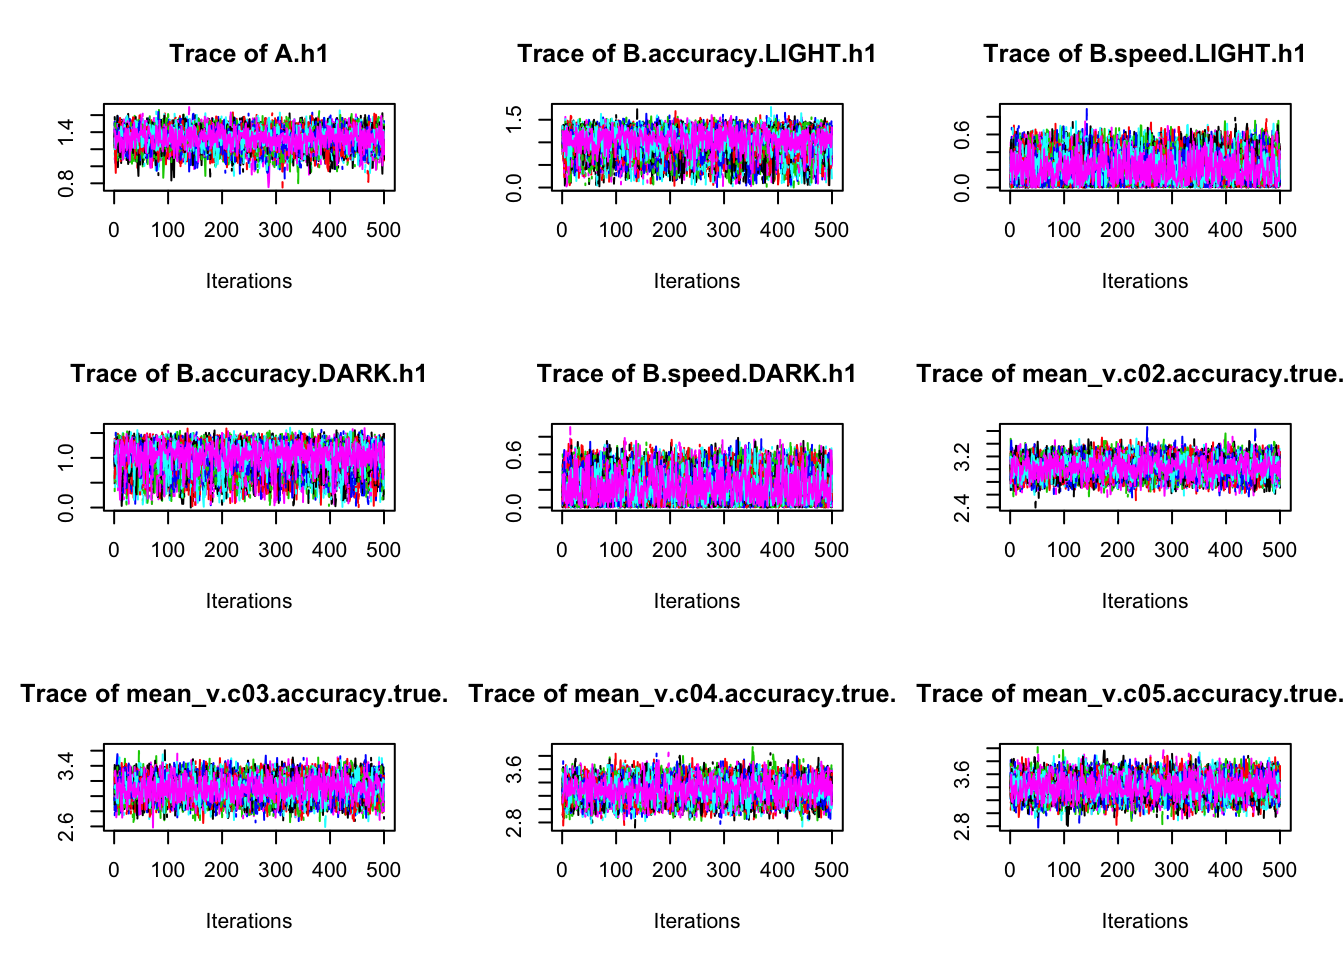 Trace of A.h1
1.4
0.8
0 100 200 300 400 500
Iterations
Trace of B.accuracy.LIGHT.h1
1.5
0.0
0 100 200 300 400 500
Iterations
Trace of B.speed.LIGHT.h1
0.6
0.0
0 100 200 300 400 500
Iterations
Trace of B.accuracy.DARK.h1
1.0
0.0
0 100 200 300 400 500
Iterations
Trace of B.speed.DARK.h1
0.6
0.0
0 100 200 300 400 500
Iterations
Trace of mean_v.c02.accuracy.true.
3.2
2.4
0 100 200 300 400 500
Iterations
Trace of mean_v.c03.accuracy.true.
3.4
2.6
0 100 200 300 400 500
Iterations
Trace of mean_v.c04.accuracy.true.
3.6
2.8
0 100 200 300 400 500
Iterations
Trace of mean_v.c05.accuracy.true.
3.6
2.8
0 100 200 300 400 500
Iterations